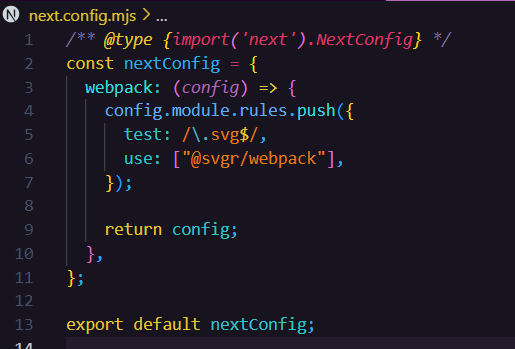 next.config.mjs > ...
1 /** @type {import('next').NextConfig} */
2 const nextConfig = {
3 webpack: (config) => {
4 config.module.rules.push({
5 test: /\.svg$/,
6 use: ["@svgr/webpack"],
7 });
8
9 return config;
10 },
11 };
12
13 export default nextConfig;
14